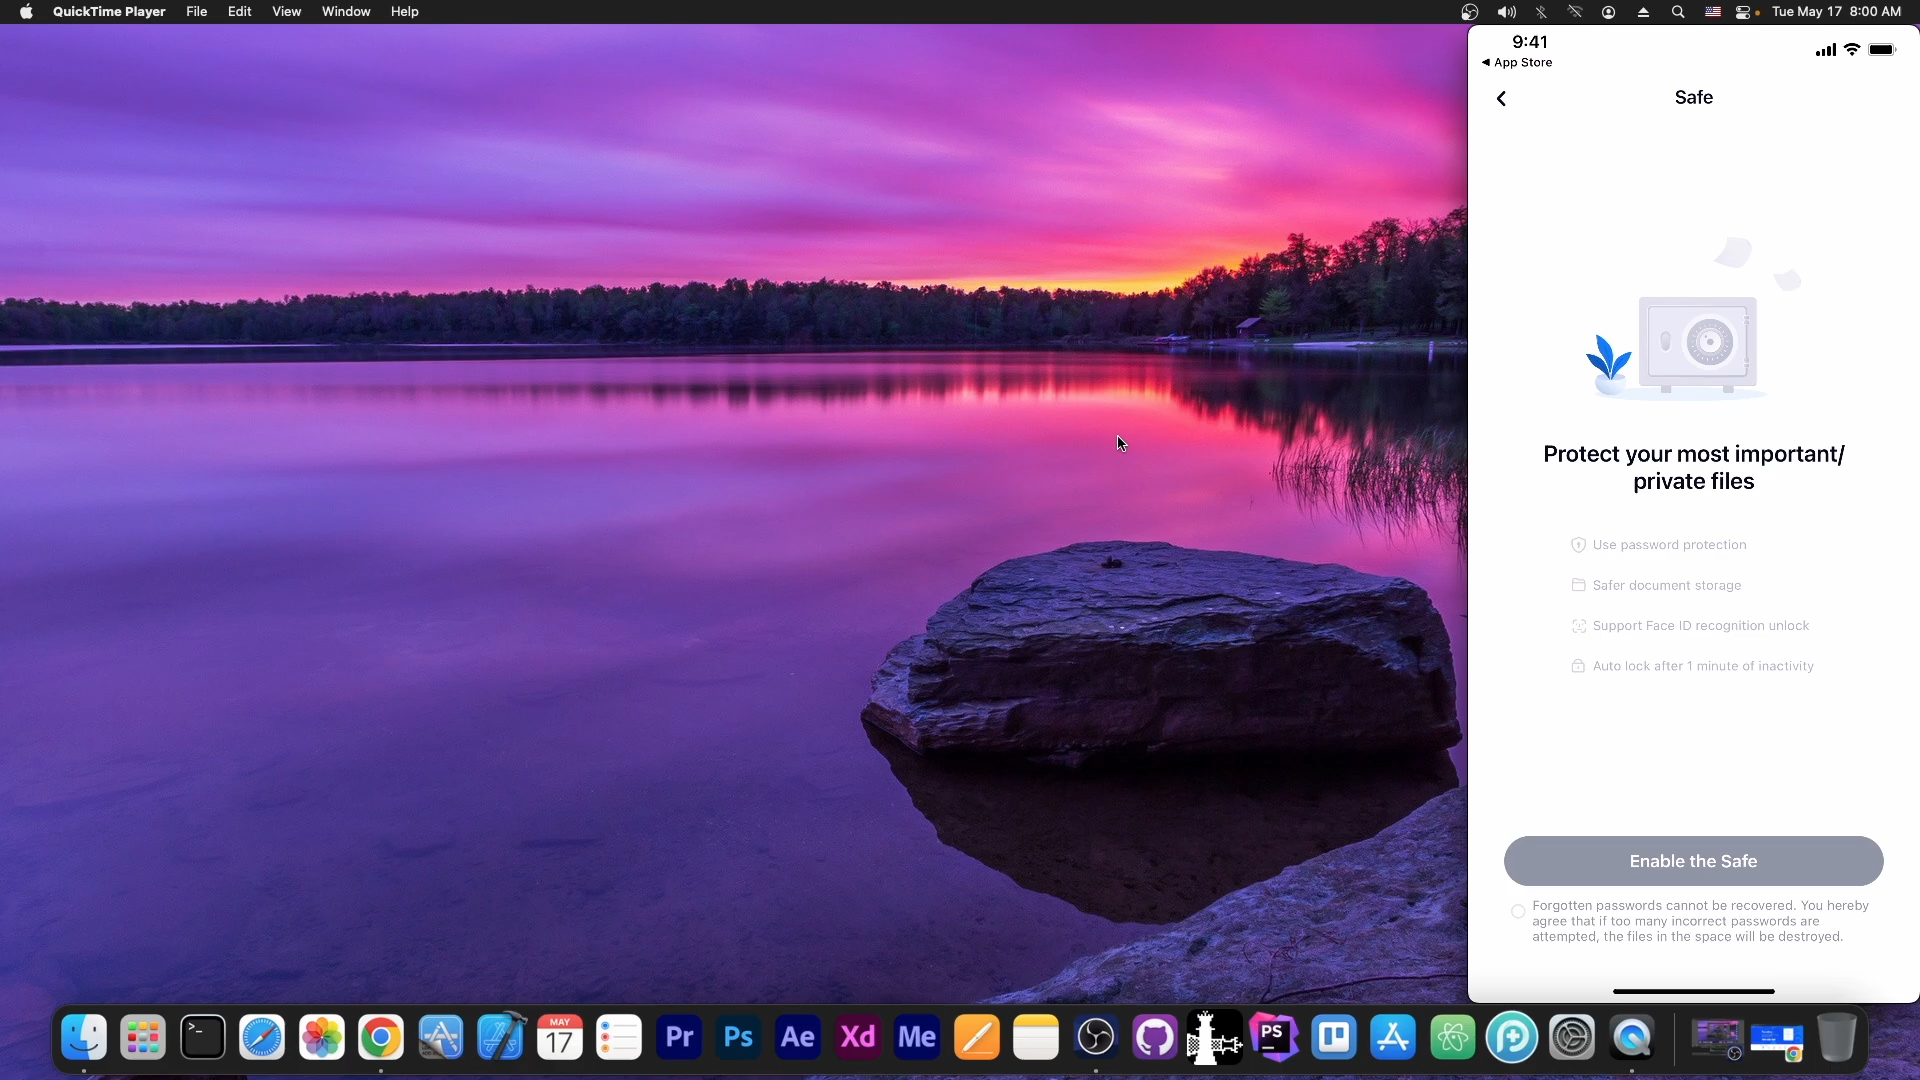 QuickTime Player File Edit View Window Help
Tue May 17 8:00 AM
9:41
App Store
Safe
Protect your most important/
private files
Use password protection
Safer document storage
Support Face ID recognition unlock
Auto lock after 1 minute of inactivity
Enable the Safe
Forgotten passwords cannot be recovered. You hereby
agree that if too many incorrect passwords are
attempted, the files in the space will be destroyed.
>_
MAY
17
Pr
Ps
Ae
Xd
Me
PS